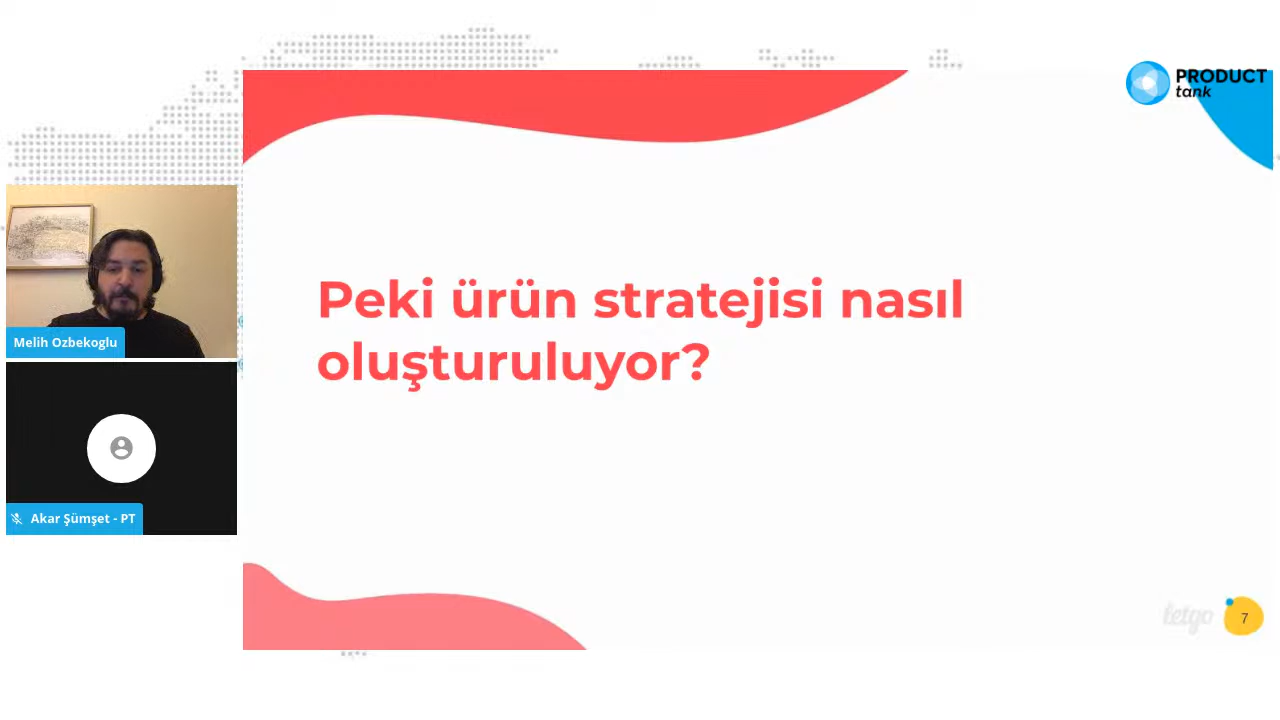 PRODUCT
tank
Peki ürün stratejisi nasıl
oluşturuluyor?
Melih Ozbekoglu
Akar Şümşet - PT
letgo
7